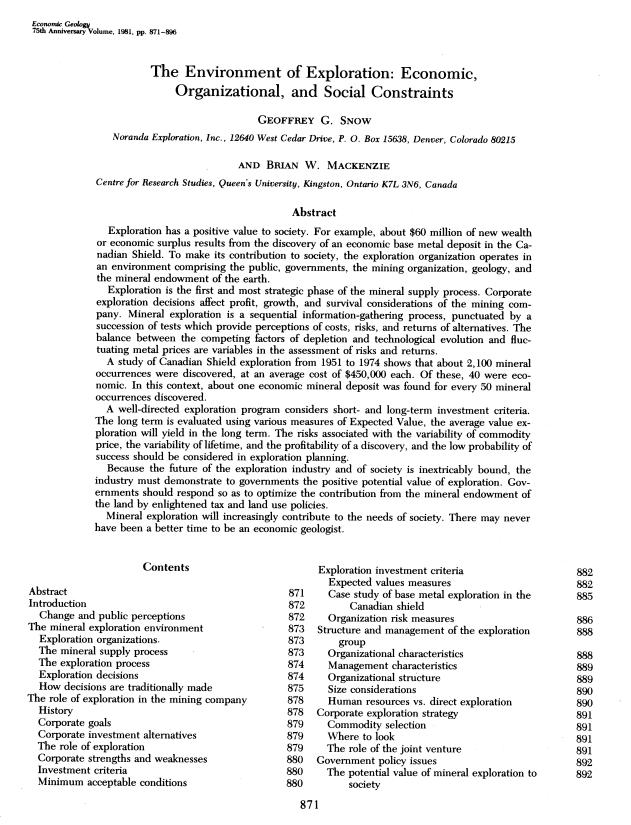 Economic Geology
75th Anniversary Volume, 1981, pp. 871–896
The Environment of Exploration: Economic,
Organizational, and Social Constraints
GEOFFREY G. SNOW
Noranda Exploration, Inc., 12640 West Cedar Drive, P. O. Box 15638, Denver, Colorado 80215
AND BRIAN W. MACKENZIE
Centre for Research Studies, Queen's University, Kingston, Ontario K7L 3N6, Canada
Abstract
Exploration has a positive value to society. For example, about $60 million of new wealth
or economic surplus results from the discovery of an economic base metal deposit in the Ca-
nadian Shield. To make its contribution to society, the exploration organization operates in
an environment comprising the public, governments, the mining organization, geology, and
the mineral endowment of the earth.
Exploration is the first and most strategic phase of the mineral supply process. Corporate
exploration decisions affect profit, growth, and survival considerations of the mining com-
pany. Mineral exploration is a sequential information-gathering process, punctuated by a
succession of tests which provide perceptions of costs, risks, and returns of alternatives. The
balance between the competing factors of depletion and technological evolution and fluc-
tuating metal prices are variables in the assessment of risks and returns.
A study of Canadian Shield exploration from 1951 to 1974 shows that about 2,100 mineral
occurrences were discovered, at an average cost of $450,000 each. Of these, 40 were eco-
nomic. In this context, about one economic mineral deposit was found for every 50 mineral
occurrences discovered.
A well-directed exploration program considers short- and long-term investment criteria.
The long term is evaluated using various measures of Expected Value, the average value ex-
ploration will yield in the long term. The risks associated with the variability of commodity
price, the variability of lifetime, and the profitability of a discovery, and the low probability of
success should be considered in exploration planning.
Because the future of the exploration industry and of society is inextricably bound, the
industry must demonstrate to governments the positive potential value of exploration. Gov-
ernments should respond so as to optimize the contribution from the mineral endowment of
the land by enlightened tax and land use policies.
Mineral exploration will increasingly contribute to the needs of society. There may never
have been a better time to be an economic geologist.
Contents
Abstract 871
Introduction 872
Change and public perceptions 872
The mineral exploration environment 873
Exploration organizations 873
The mineral supply process 873
The exploration process 874
Exploration decisions 874
How decisions are traditionally made 875
The role of exploration in the mining company 878
History 878
Corporate goals 879
Corporate investment alternatives 879
The role of exploration 879
Corporate strengths and weaknesses 880
Investment criteria 880
Minimum acceptable conditions 880
Exploration investment criteria 882
Expected values measures 882
Case study of base metal exploration in the 885
Canadian shield
Organization risk measures 886
Structure and management of the exploration 888
group
Organizational characteristics 888
Management characteristics 889
Organizational structure 889
Size considerations 890
Human resources vs. direct exploration 890
Corporate exploration strategy 891
Commodity selection 891
Where to look 891
The role of the joint venture 891
Government policy issues 892
The potential value of mineral exploration to 892
society
871